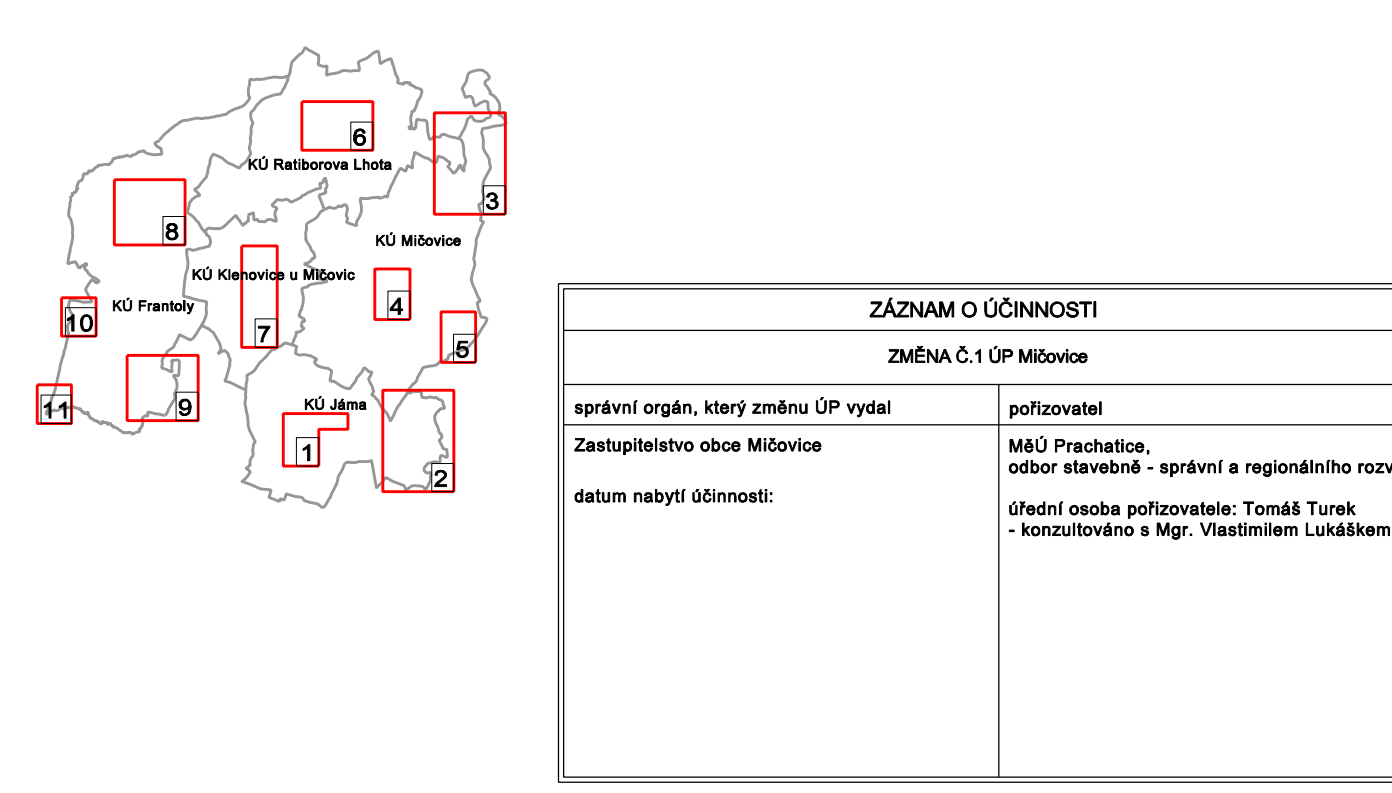 6
KÚ Ratiborova Lhota
3
8
KÚ Mičovice
KÚ Klenovice u Mičovic
4
KÚ Frantoly
10
7
5
KÚ Jáma
11
9
1
2
ZÁZNAM O ÚČINNOSTI
ZMĚNA Č.1 ÚP Mičovice
správní orgán, který změnu ÚP vydal
Zastupitelstvo obce Mičovice
datum nabytí účinnosti:
pořizovatel
MěÚ Prachatice,
odbor stavebně - správní a regionálního
úřední osoba pořizovatele: Tomáš Turek
- konzultováno s Mgr. Vlastimilem Lukáškem